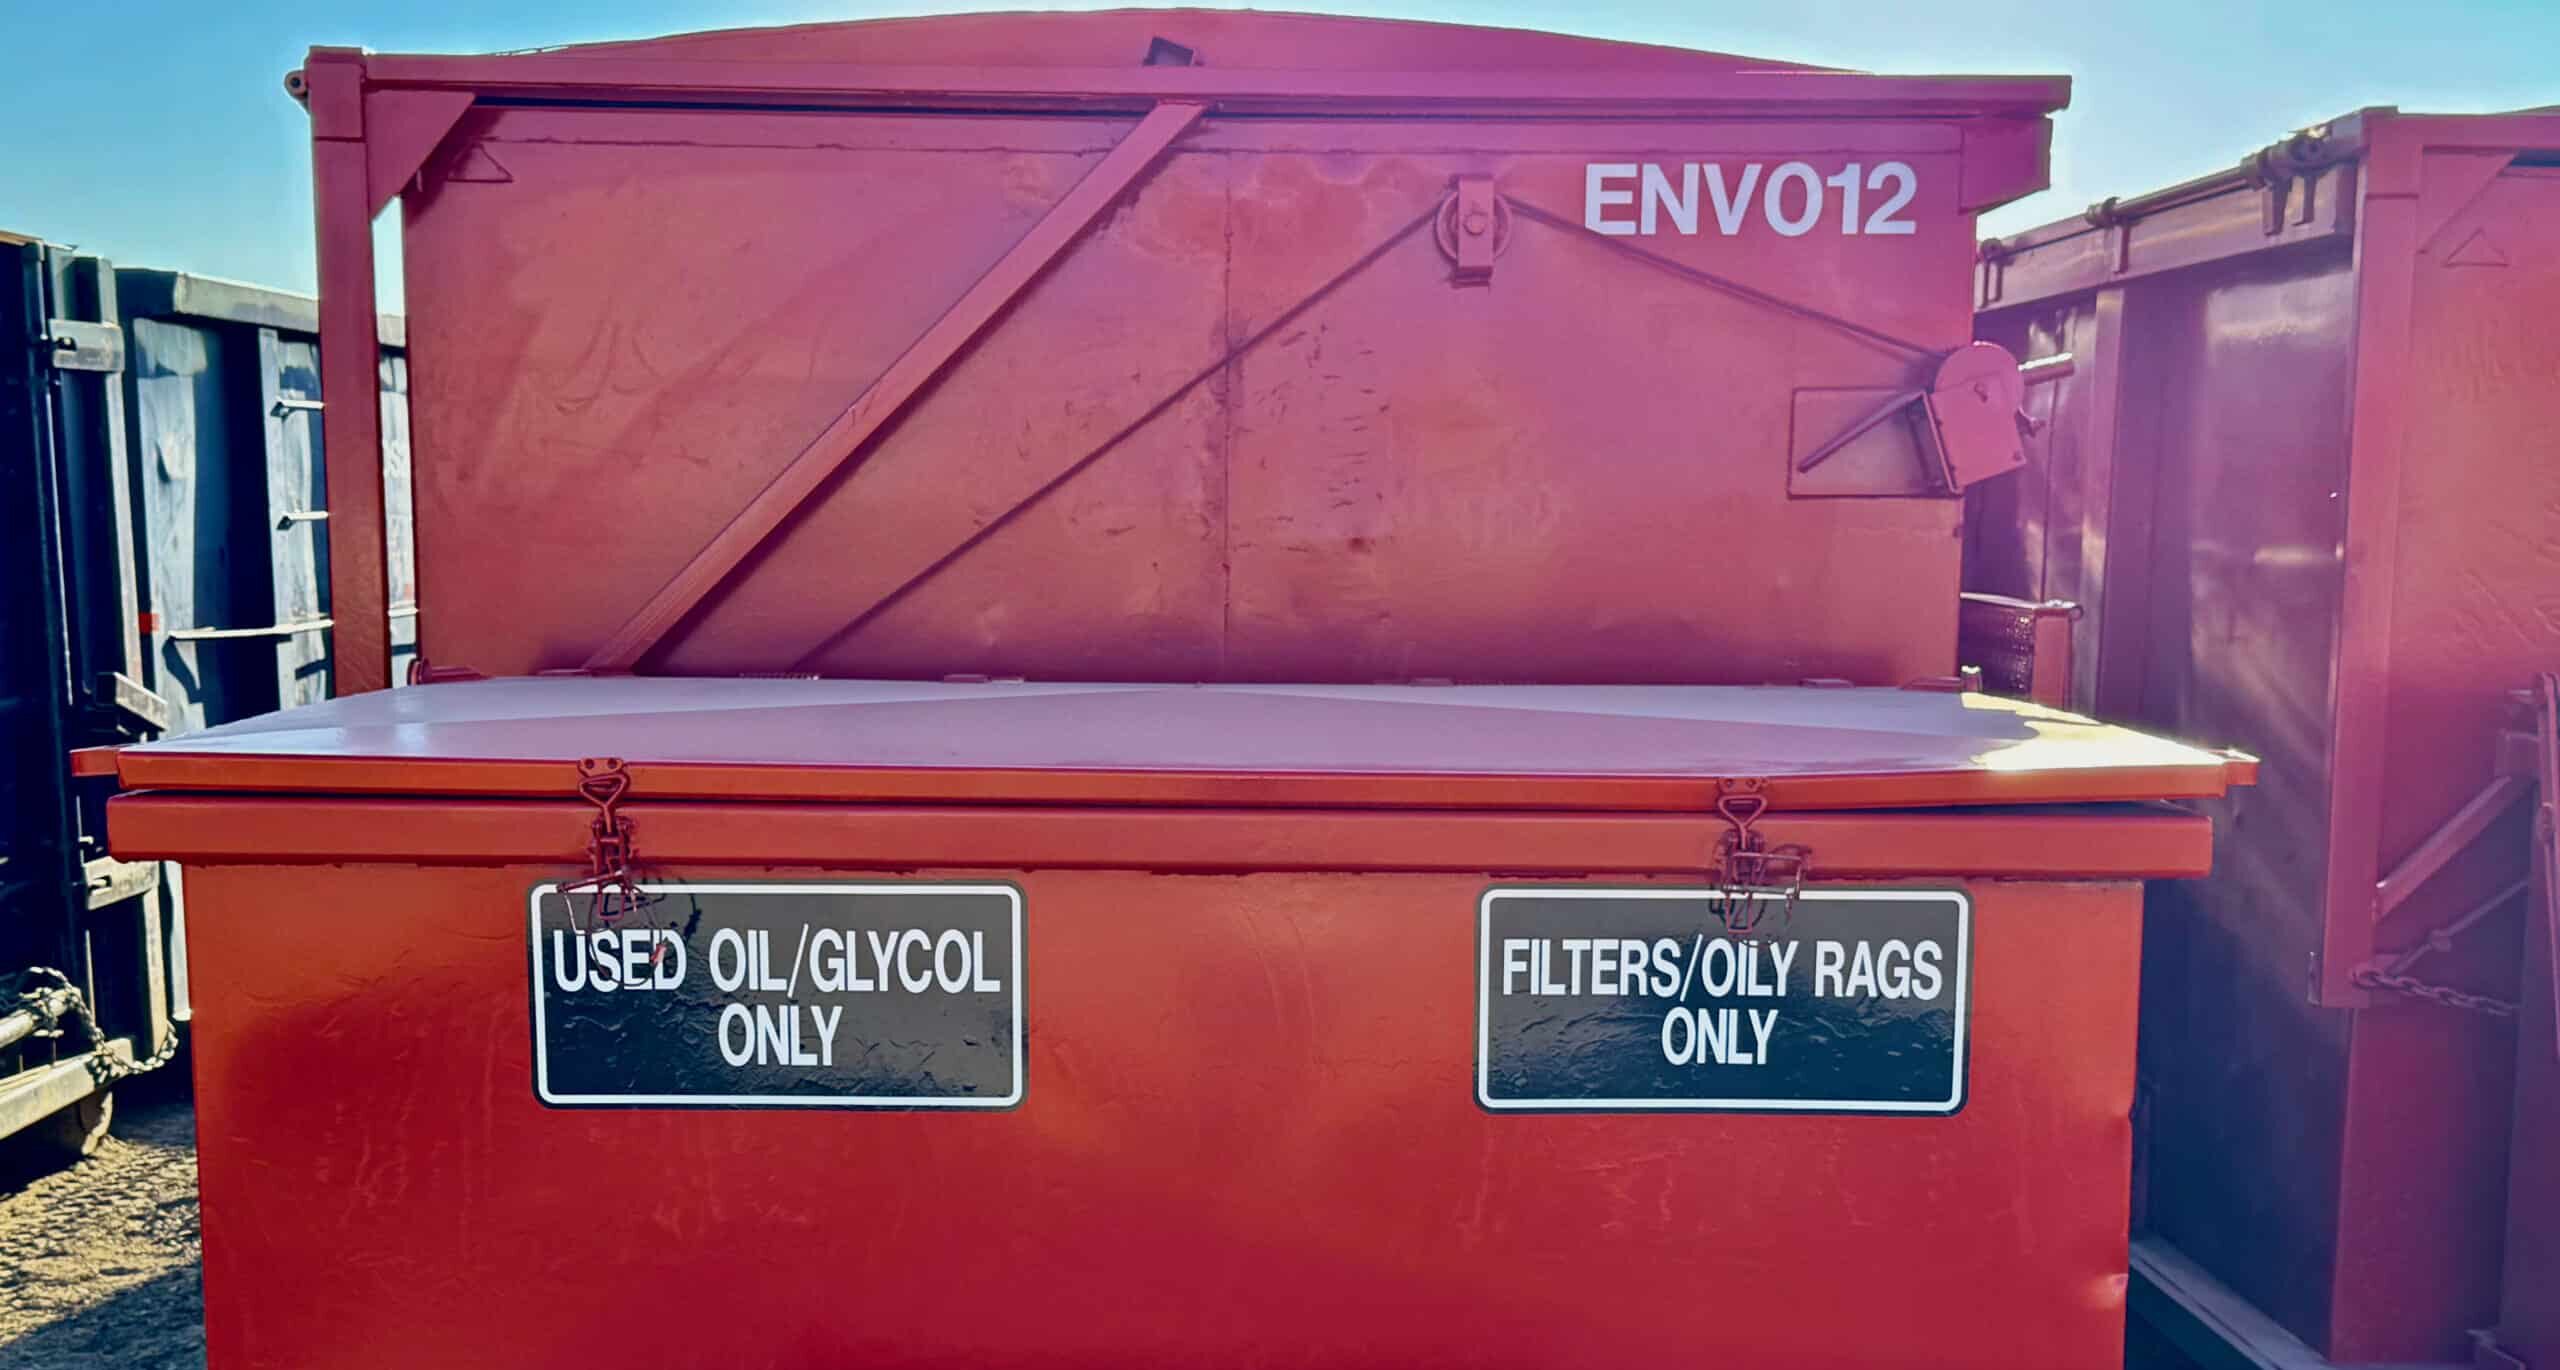 ENV012
USED OIL/GLYCOL
ONLY
FILTERS/OILY RAGS
ONLY